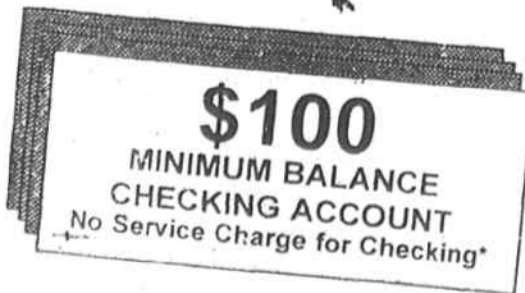 $100
MINIMUM BALANCE
CHECKING ACCOUNT
No Service Charge for Checking*